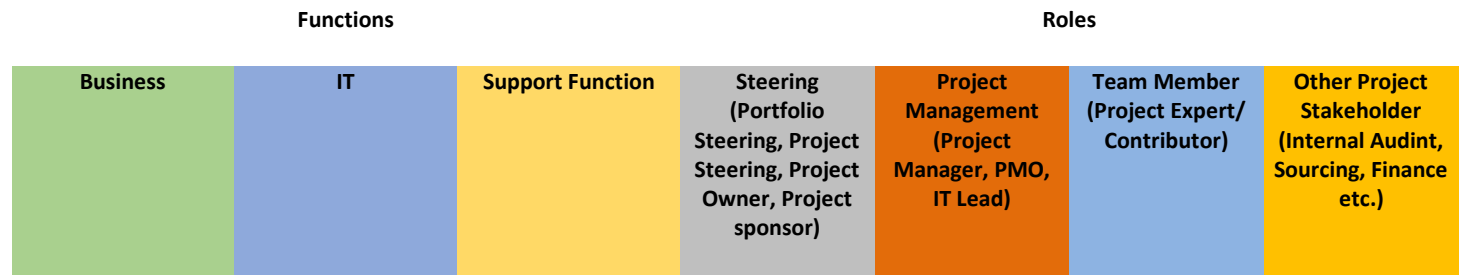 Functions
Roles
Business
IT
Support Function
Steering
(Portfolio
Steering, Project
Steering, Project
Owner, Project
sponsor)
Project
Management
(Project
Manager, PMO,
IT Lead)
Team Member
(Project Expert/
Contributor)
Other Project
Stakeholder
(Internal Audint,
Sourcing, Finance
etc.)